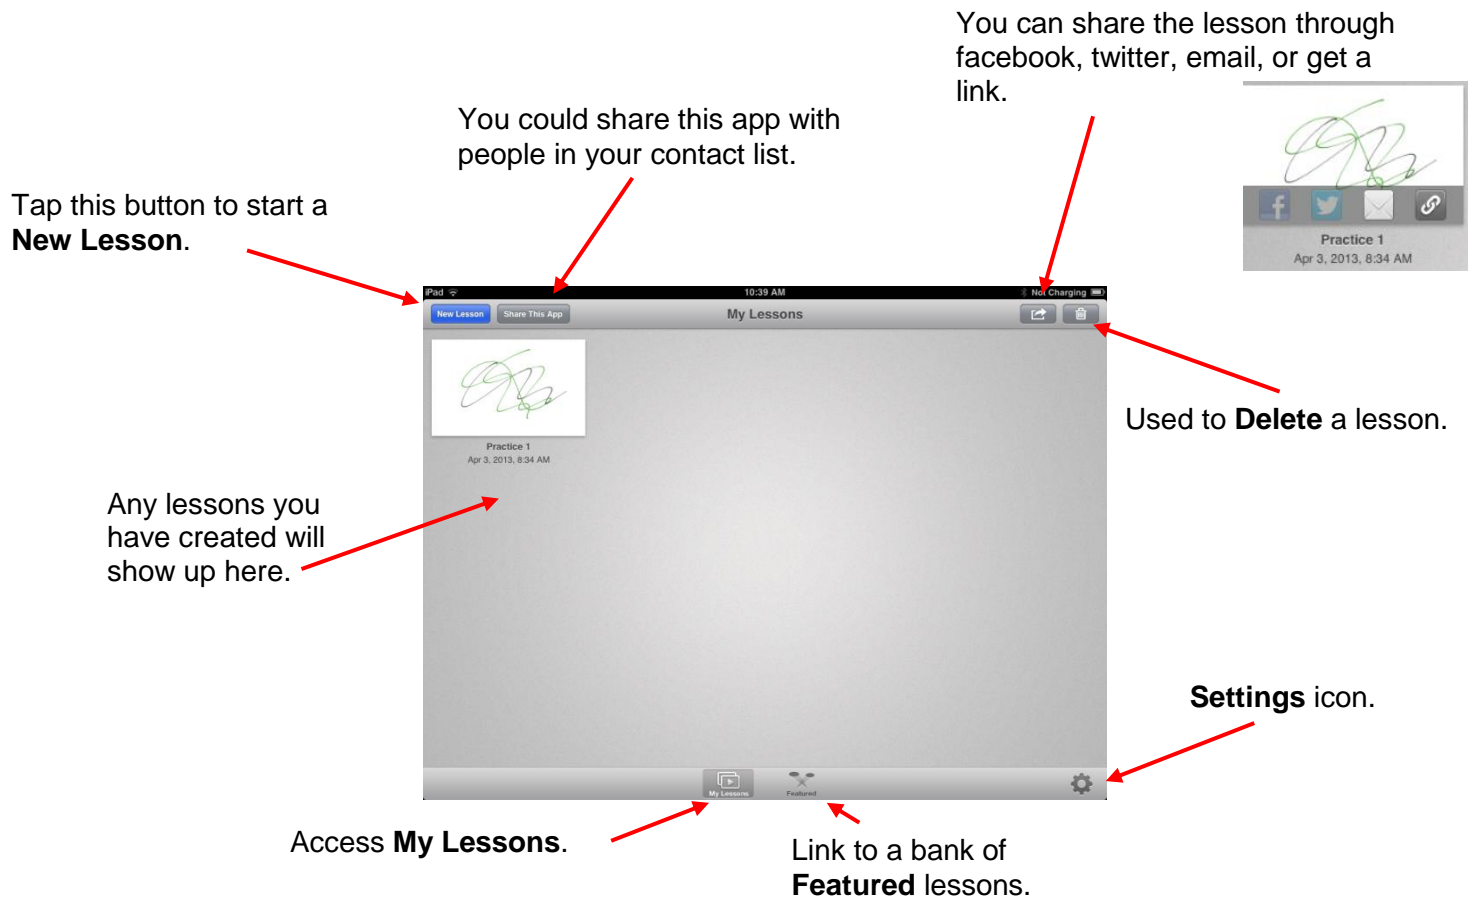 You can share the lesson through
facebook, twitter, email, or get a
link.
You could share this app with
people in your contact list.
Tap this button to start a
New Lesson.
Practice 1
Apr 3, 2013, 8:34 AM
iPad
10:39 AM
Not Charging
New Lesson
Share This App
My Lessons
Practice 1
Apr 3, 2013, 8:34 AM
Used to Delete a lesson.
Any lessons you
have created will
show up here.
Settings icon.
My Lessons
Featured
Access My Lessons.
Link to a bank of
Featured lessons.